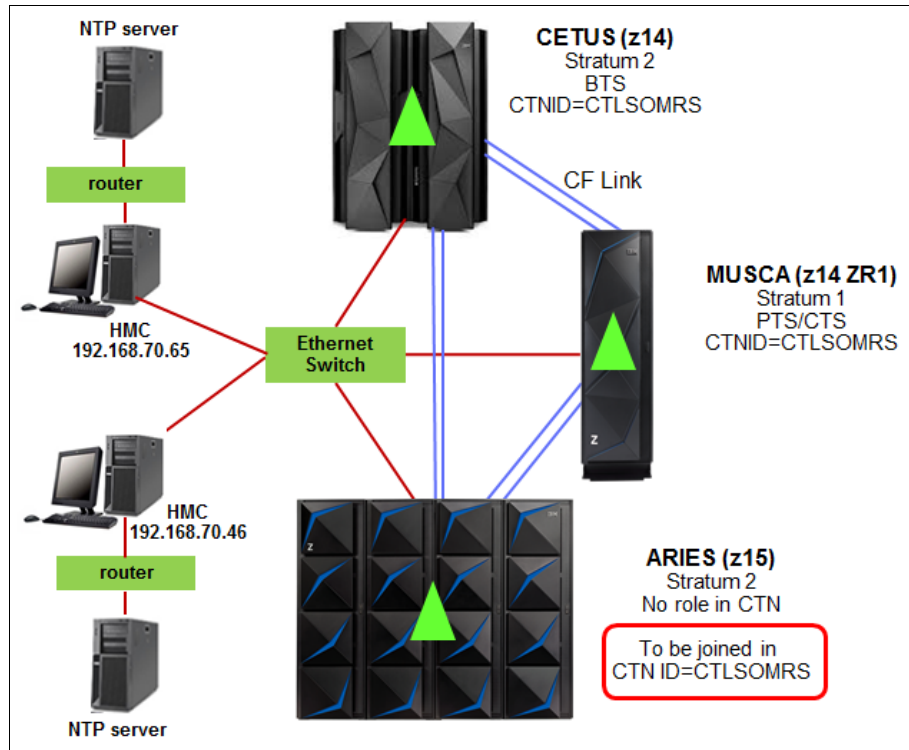 NTP server
router
HMC
192.168.70.65
CETUS (z14)
Stratum 2
BTS
CTNID=CTLSOMRS
CF Link
MUSCA (z14 ZR1)
Stratum 1
PTS/CTS
CTNID=CTLSOMRS
Z
Ethernet
Switch
HMC
192.168.70.46
router
NTP server
Z
ARIES (z15)
Stratum 2
No role in CTN
To be joined in
CTN ID=CTLSOMRS